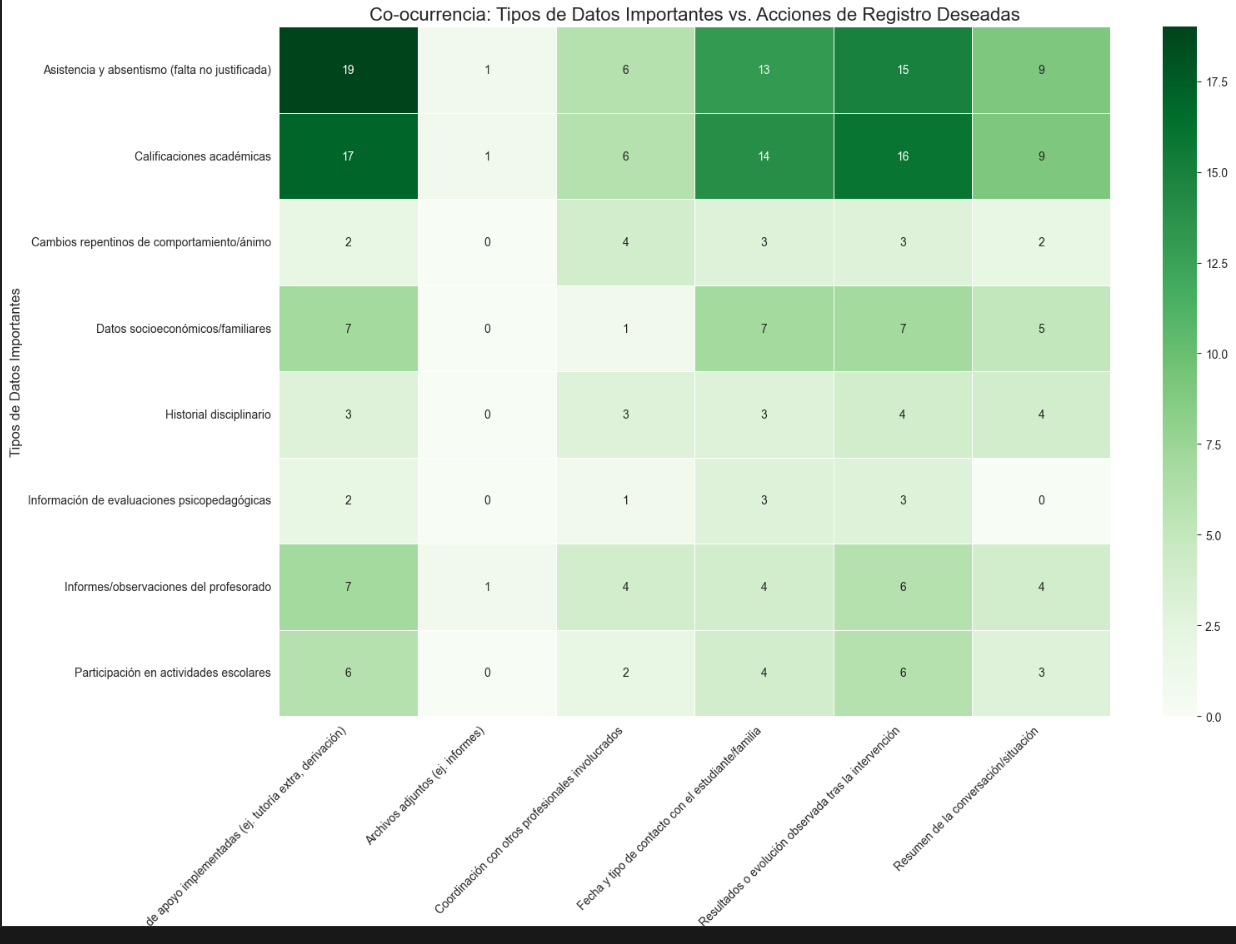 Co-ocurrencia: Tipos de Datos Importantes vs. Acciones de Registro Deseadas
Tipos de Datos Importantes
Asistencia y absentismo (falta no justificada) 19 1 6 13 15 9
Calificaciones académicas 17 1 6 14 16 9
Cambios repentinos de comportamiento/ánimo 2 0 4 3 3 2
Datos socioeconómicos/familiares 7 0 1 7 7 5
Historial disciplinario 3 0 3 3 4 4
Información de evaluaciones psicopedagógicas 2 0 1 3 3 0
Informes/observaciones del profesorado 7 1 4 4 6 4
Participación en actividades escolares 6 0 2 4 6 3
de apoyo implementadas (ej. tutoría extra, derivación)
Archivos adjuntos (ej. informes)
Coordinación con otros profesionales involucrados
Fecha y tipo de contacto con el estudiante/familia
Resultados o evolución observada tras la intervención
Resumen de la conversación/situación
17.5
15.0
12.5
10.0
7.5
5.0
2.5
0.0